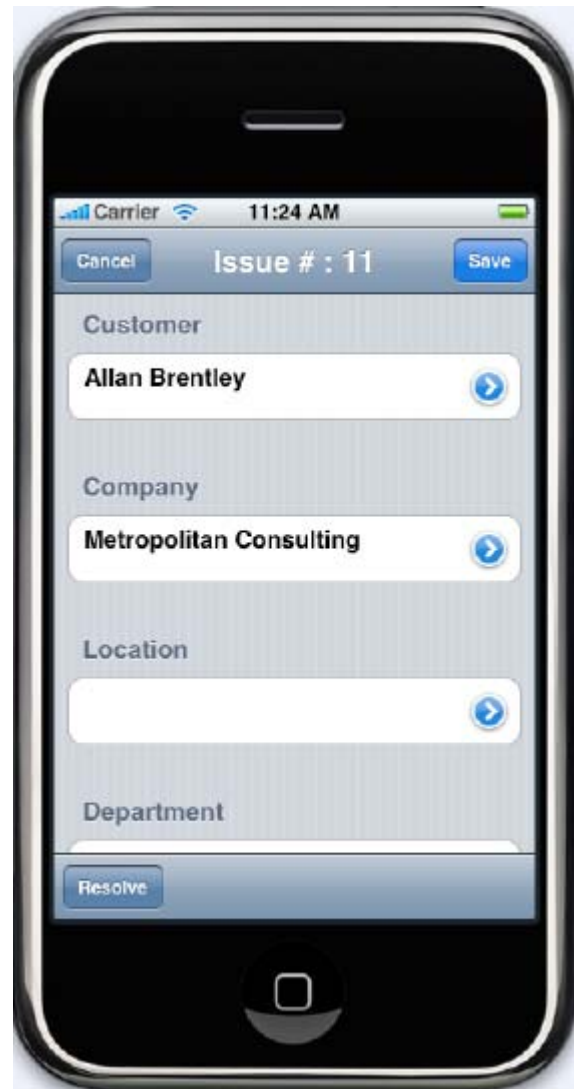 Carrier 11:24 AM
Cancel Issue # : 11 Save
Customer
Allan Brentley
Company
Metropolitan Consulting
Location
Department
Resolve